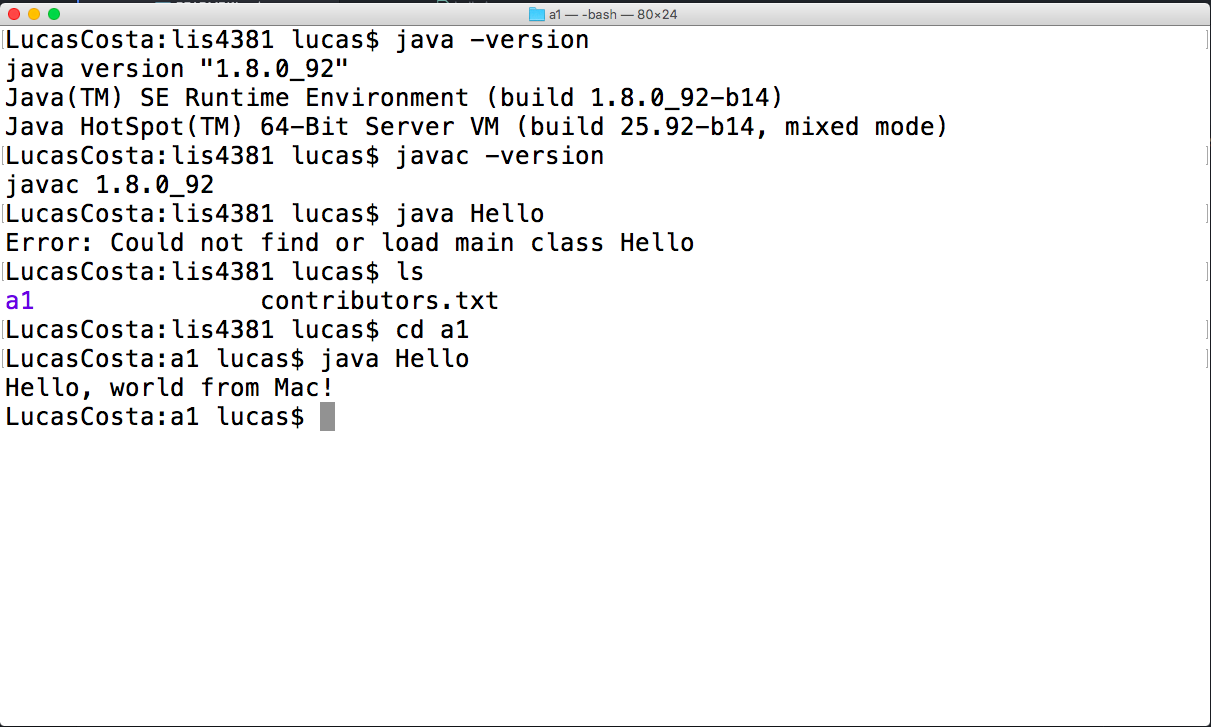 a1 — -bash — 80×24
LucasCosta:lis4381 lucas$ java -version
java version "1.8.0_92"
Java(TM) SE Runtime Environment (build 1.8.0_92-b14)
Java HotSpot(TM) 64-Bit Server VM (build 25.92-b14, mixed mode)
LucasCosta:lis4381 lucas$ javac -version
javac 1.8.0_92
LucasCosta:lis4381 lucas$ java Hello
Error: Could not find or load main class Hello
LucasCosta:lis4381 lucas$ ls
a1 contributors.txt
LucasCosta:lis4381 lucas$ cd a1
LucasCosta:a1 lucas$ java Hello
Hello, world from Mac!
LucasCosta:a1 lucas$